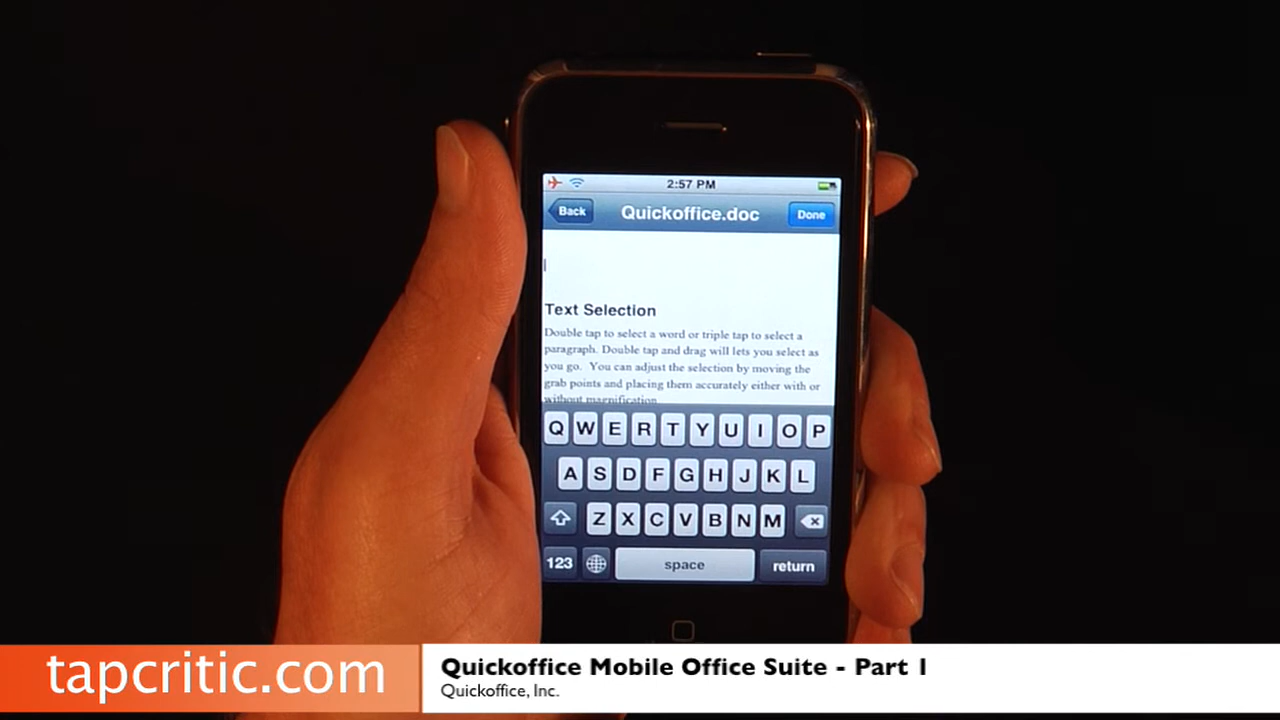 2:57 PM
Back
Quickoffice.doc
Done
Text Selection
Double tap to select a word or triple tap to select a
paragraph. Double tap and drag will lets you select as
you go. You can adjust the selection by moving the
grab points and placing them accurately either with or
without magnification.
Q W E R T Y U I O P
A S D F G H J K L
Z X C V B N M
123
space
return
tapcritic.com
Quickoffice Mobile Office Suite - Part 1
Quickoffice, Inc.